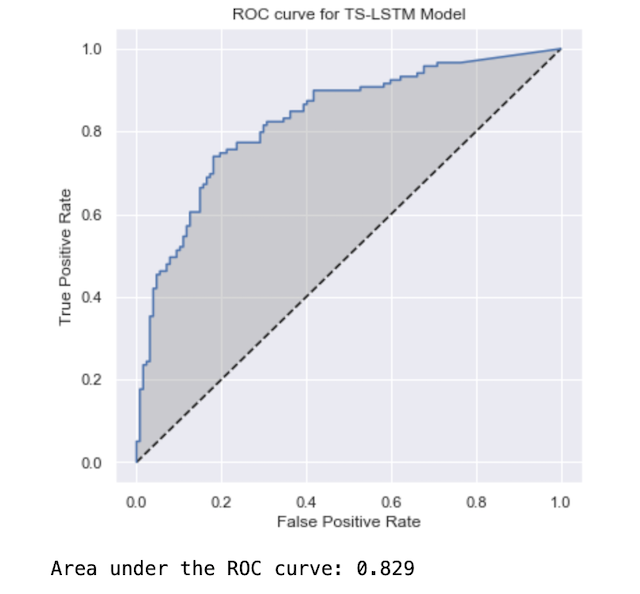 ROC curve for TS-LSTM Model
1.0
0.8
0.6
0.4
0.2
0.0
True Positive Rate
0.0 0.2 0.4 0.6 0.8 1.0
False Positive Rate
Area under the ROC curve: 0.829